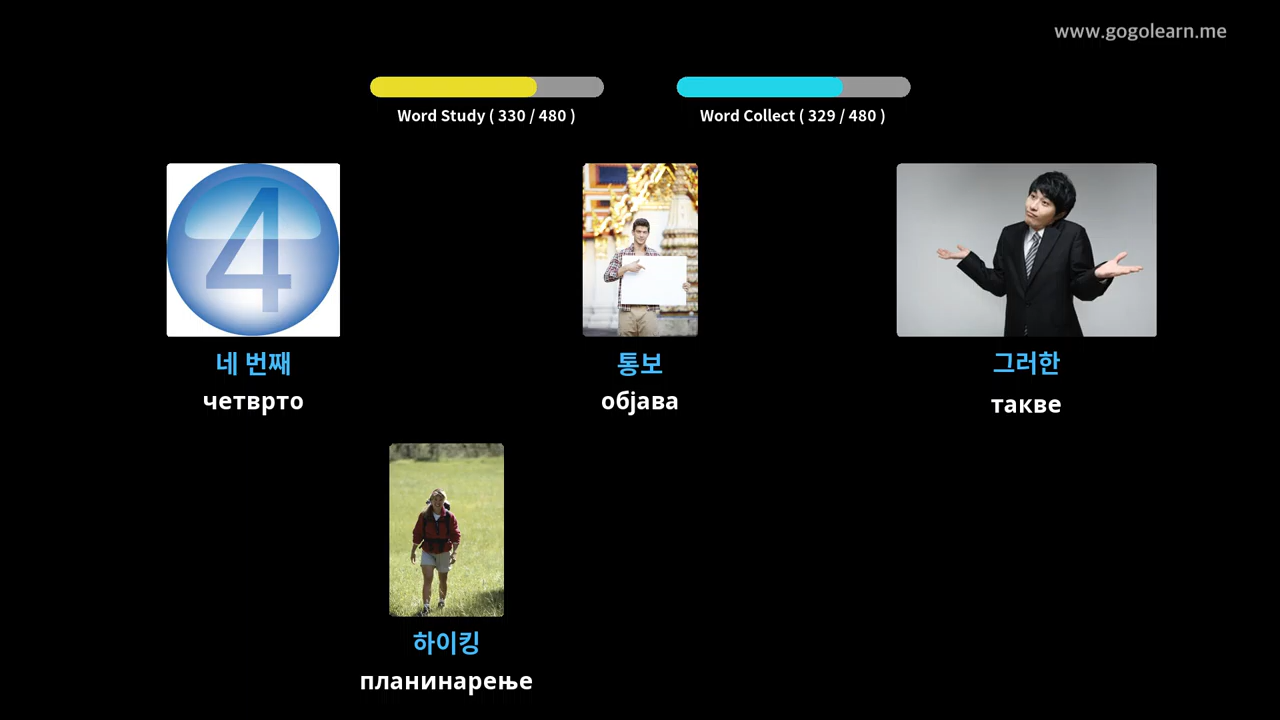 www.gogolearn.me
Word Study ( 330 / 480 )
Word Collect ( 329 / 480 )
4
네 번째
четврто
통보
објава
그러한
такве
하이킹
планинарење